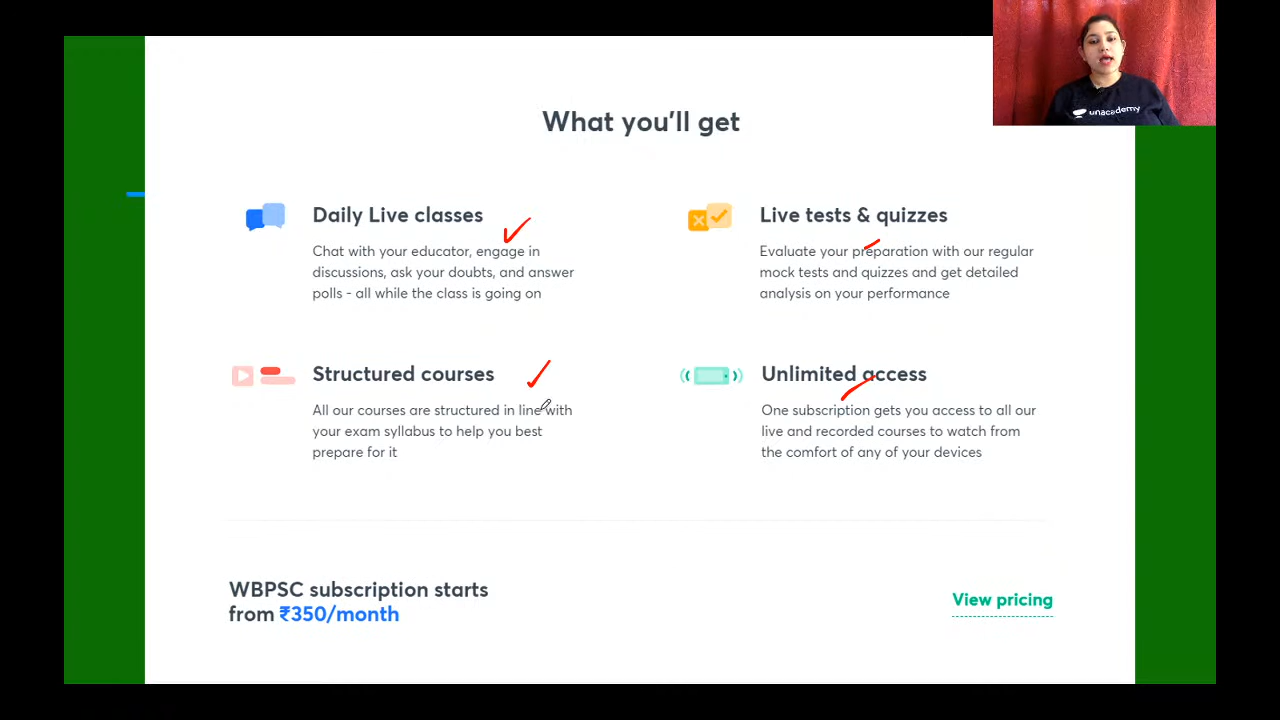 unacademy
What you'll get
Daily Live classes
Chat with your educator, engage in
discussions, ask your doubts, and answer
polls - all while the class is going on
Live tests & quizzes
Evaluate your preparation with our regular
mock tests and quizzes and get detailed
analysis on your performance
Structured courses
All our courses are structured in line with
your exam syllabus to help you best
prepare for it
Unlimited access
One subscription gets you access to all our
live and recorded courses to watch from
the comfort of any of your devices
WBPSC subscription starts
from ₹350/month
View pricing